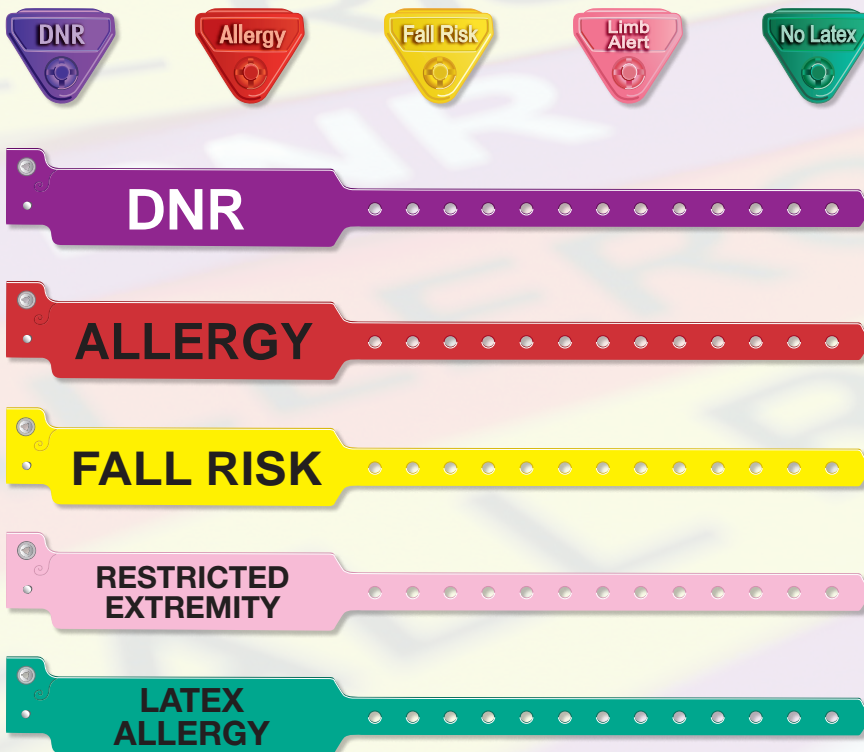 DNR
Allergy
Fall Risk
Limb
Alert
No Latex
DNR
ALLERGY
FALL RISK
RESTRICTED
EXTREMITY
LATEX
ALLERGY